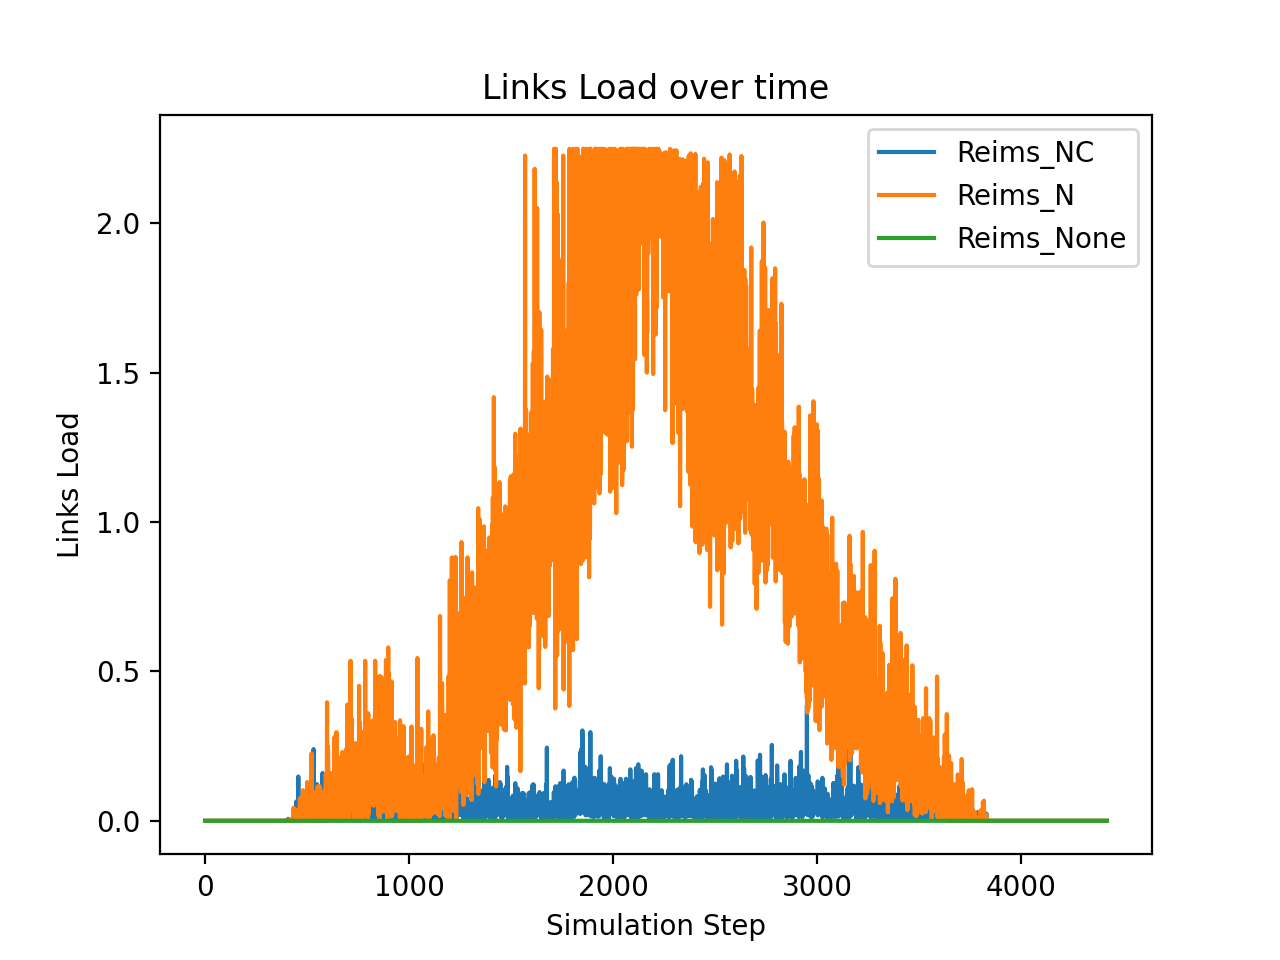 Links Load over time
Reims_NC
Reims_N
Reims_None
Links Load
2.0
1.5
1.0
0.5
0.0
0 1000 2000 3000 4000
Simulation Step